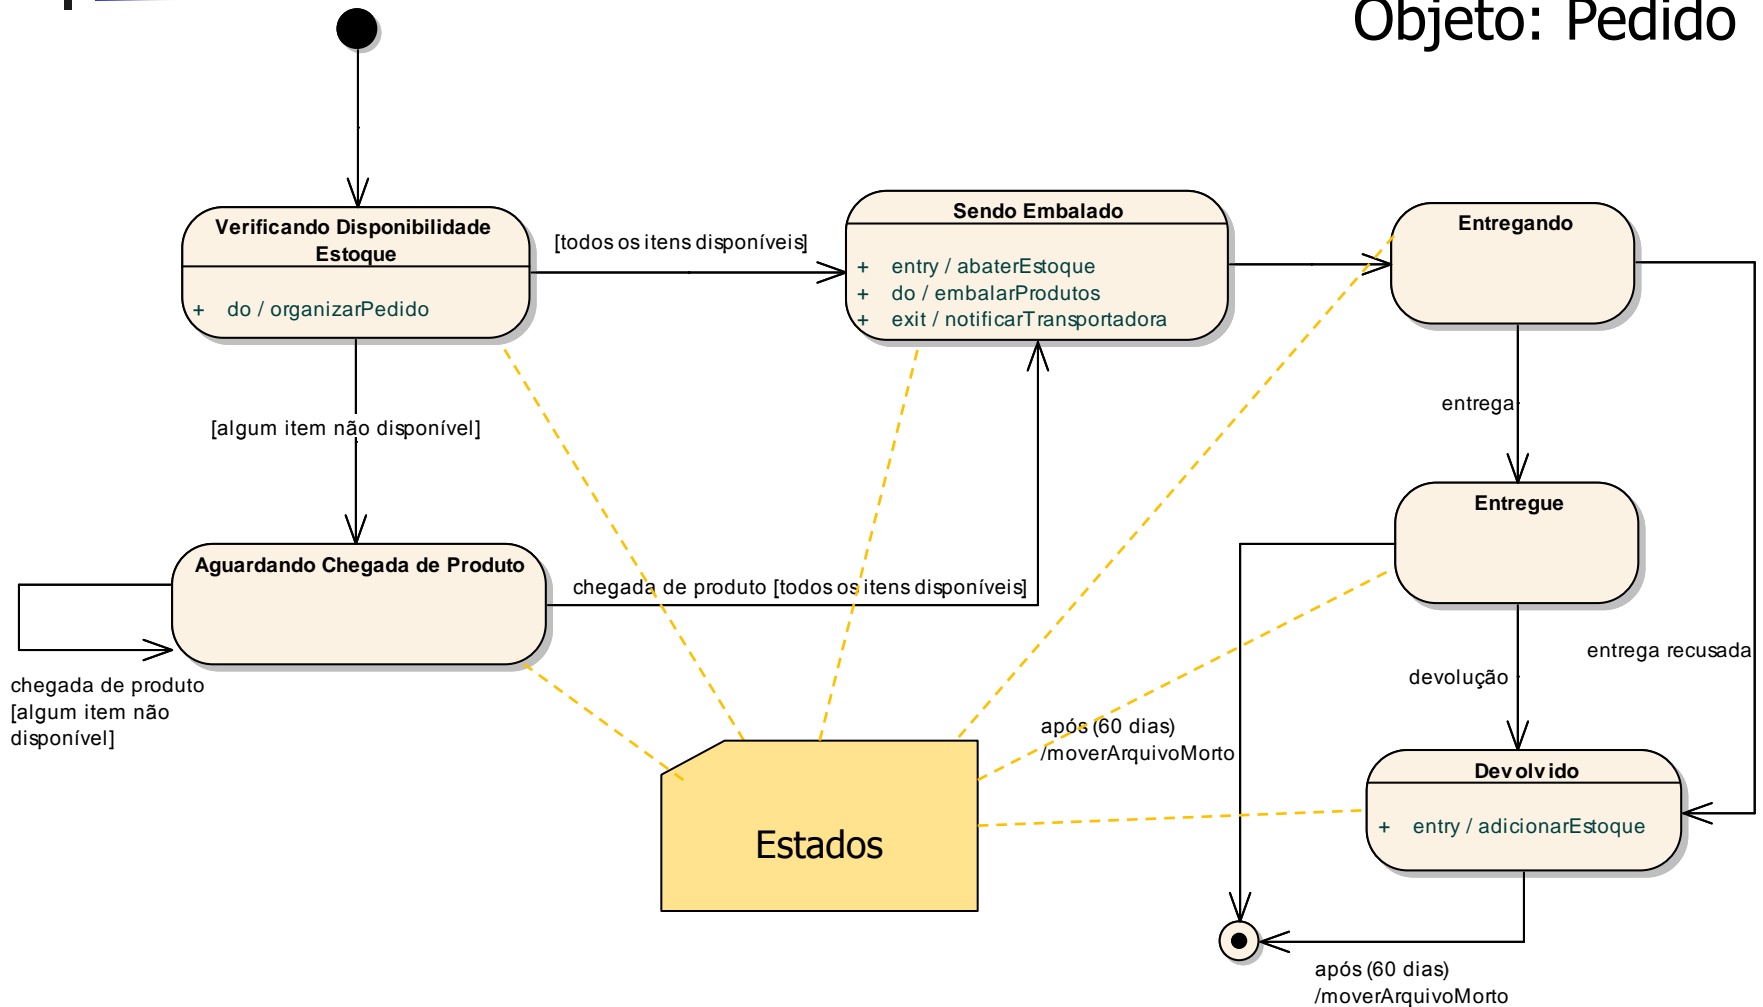 Objeto: Pedido
Verificando Disponibilidade
Estoque
+ do / organizarPedido
[todos os itens disponíveis]
Sendo Embalado
+ entry / abaterEstoque
+ do / embalarProdutos
+ exit / notificarTransportadora
Entregando
[algum item não disponível]
entrega
Entregue
Aguardando Chegada de Produto
chegada de produto [todos os itens disponíveis]
chegada de produto
[algum item não
disponível]
entrega recusada
devolução
após (60 dias)
/moverArquivoMorto
Estados
Devolvido
+ entry / adicionarEstoque
após (60 dias)
/moverArquivoMorto